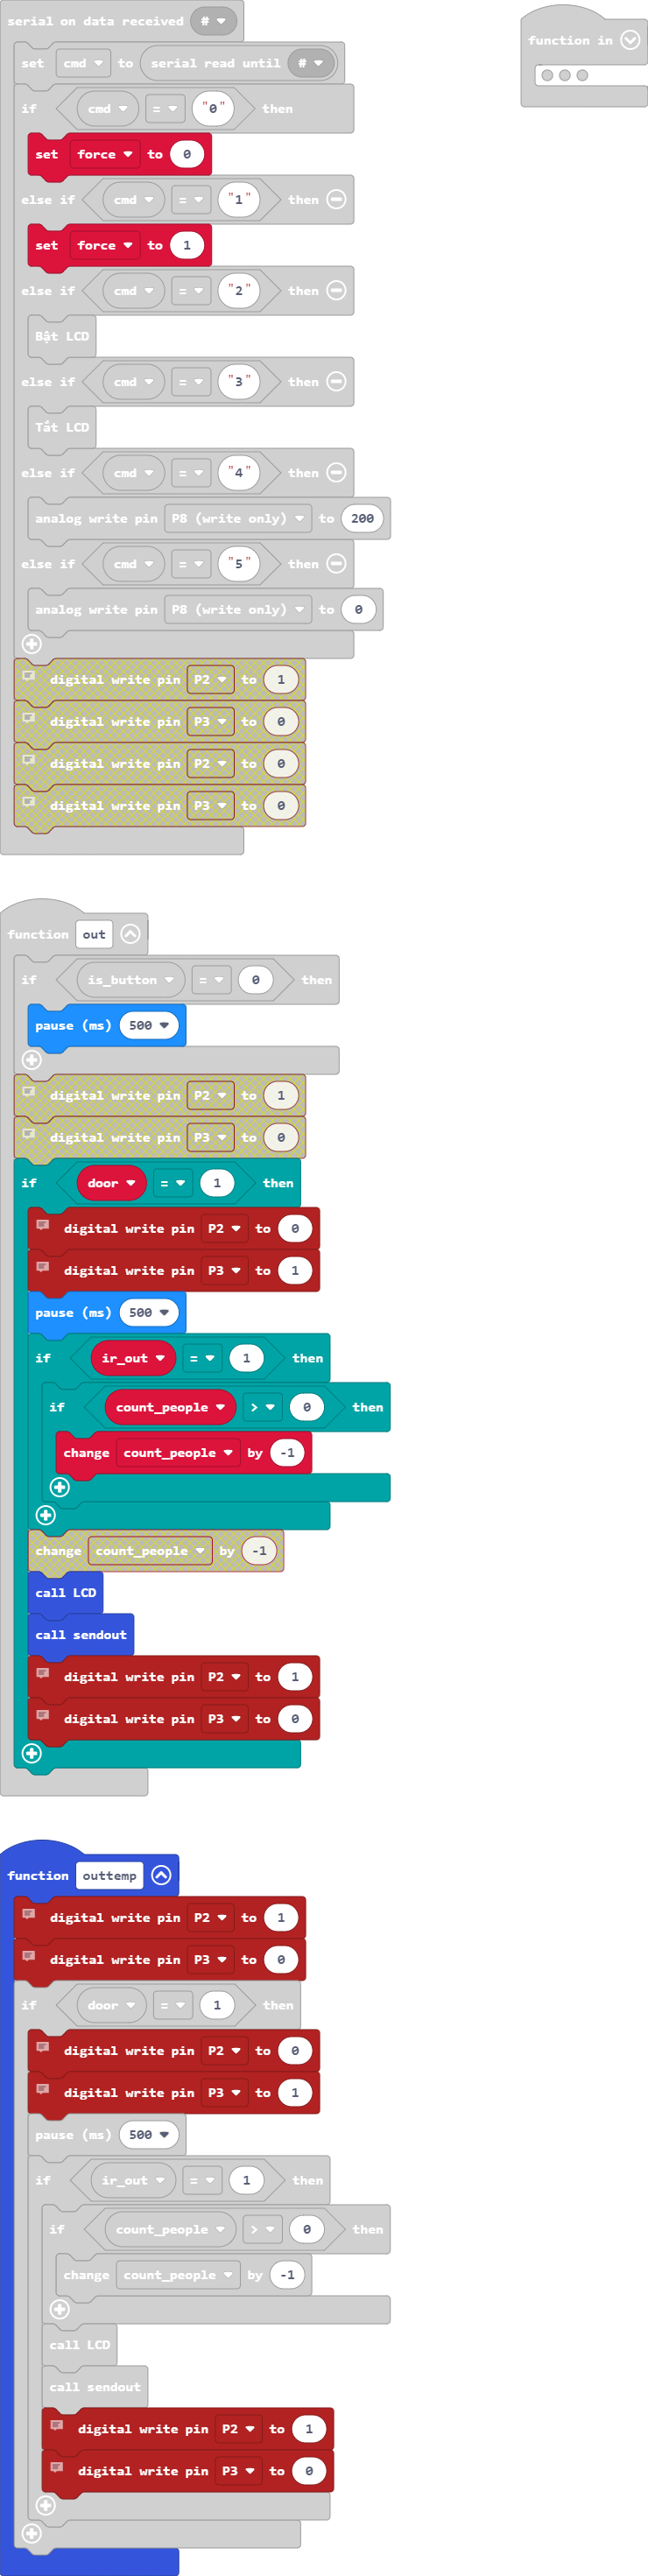 serial on data received #
set cmd to serial read until #
if cmd = "0" then
set force to 0
else if cmd = "1" then
set force to 1
else if cmd = "2" then
Bật LCD
else if cmd = "3" then
Tắt LCD
else if cmd = "4" then
analog write pin P8 (write only) to 200
else if cmd = "5" then
analog write pin P8 (write only) to 0
digital write pin P2 to 1
digital write pin P3 to 0
digital write pin P2 to 0
digital write pin P3 to 0
function in
function out
if is_button = 0 then
pause (ms) 500
digital write pin P2 to 1
digital write pin P3 to 0
if door = 1 then
digital write pin P2 to 0
digital write pin P3 to 1
pause (ms) 500
if ir_out = 1 then
if count_people > 0 then
change count_people by -1
change count_people by -1
call LCD
call sendout
digital write pin P2 to 1
digital write pin P3 to 0
function outtemp
digital write pin P2 to 1
digital write pin P3 to 0
if door = 1 then
digital write pin P2 to 0
digital write pin P3 to 1
pause (ms) 500
if ir_out = 1 then
if count_people > 0 then
change count_people by -1
call LCD
call sendout
digital write pin P2 to 1
digital write pin P3 to 0